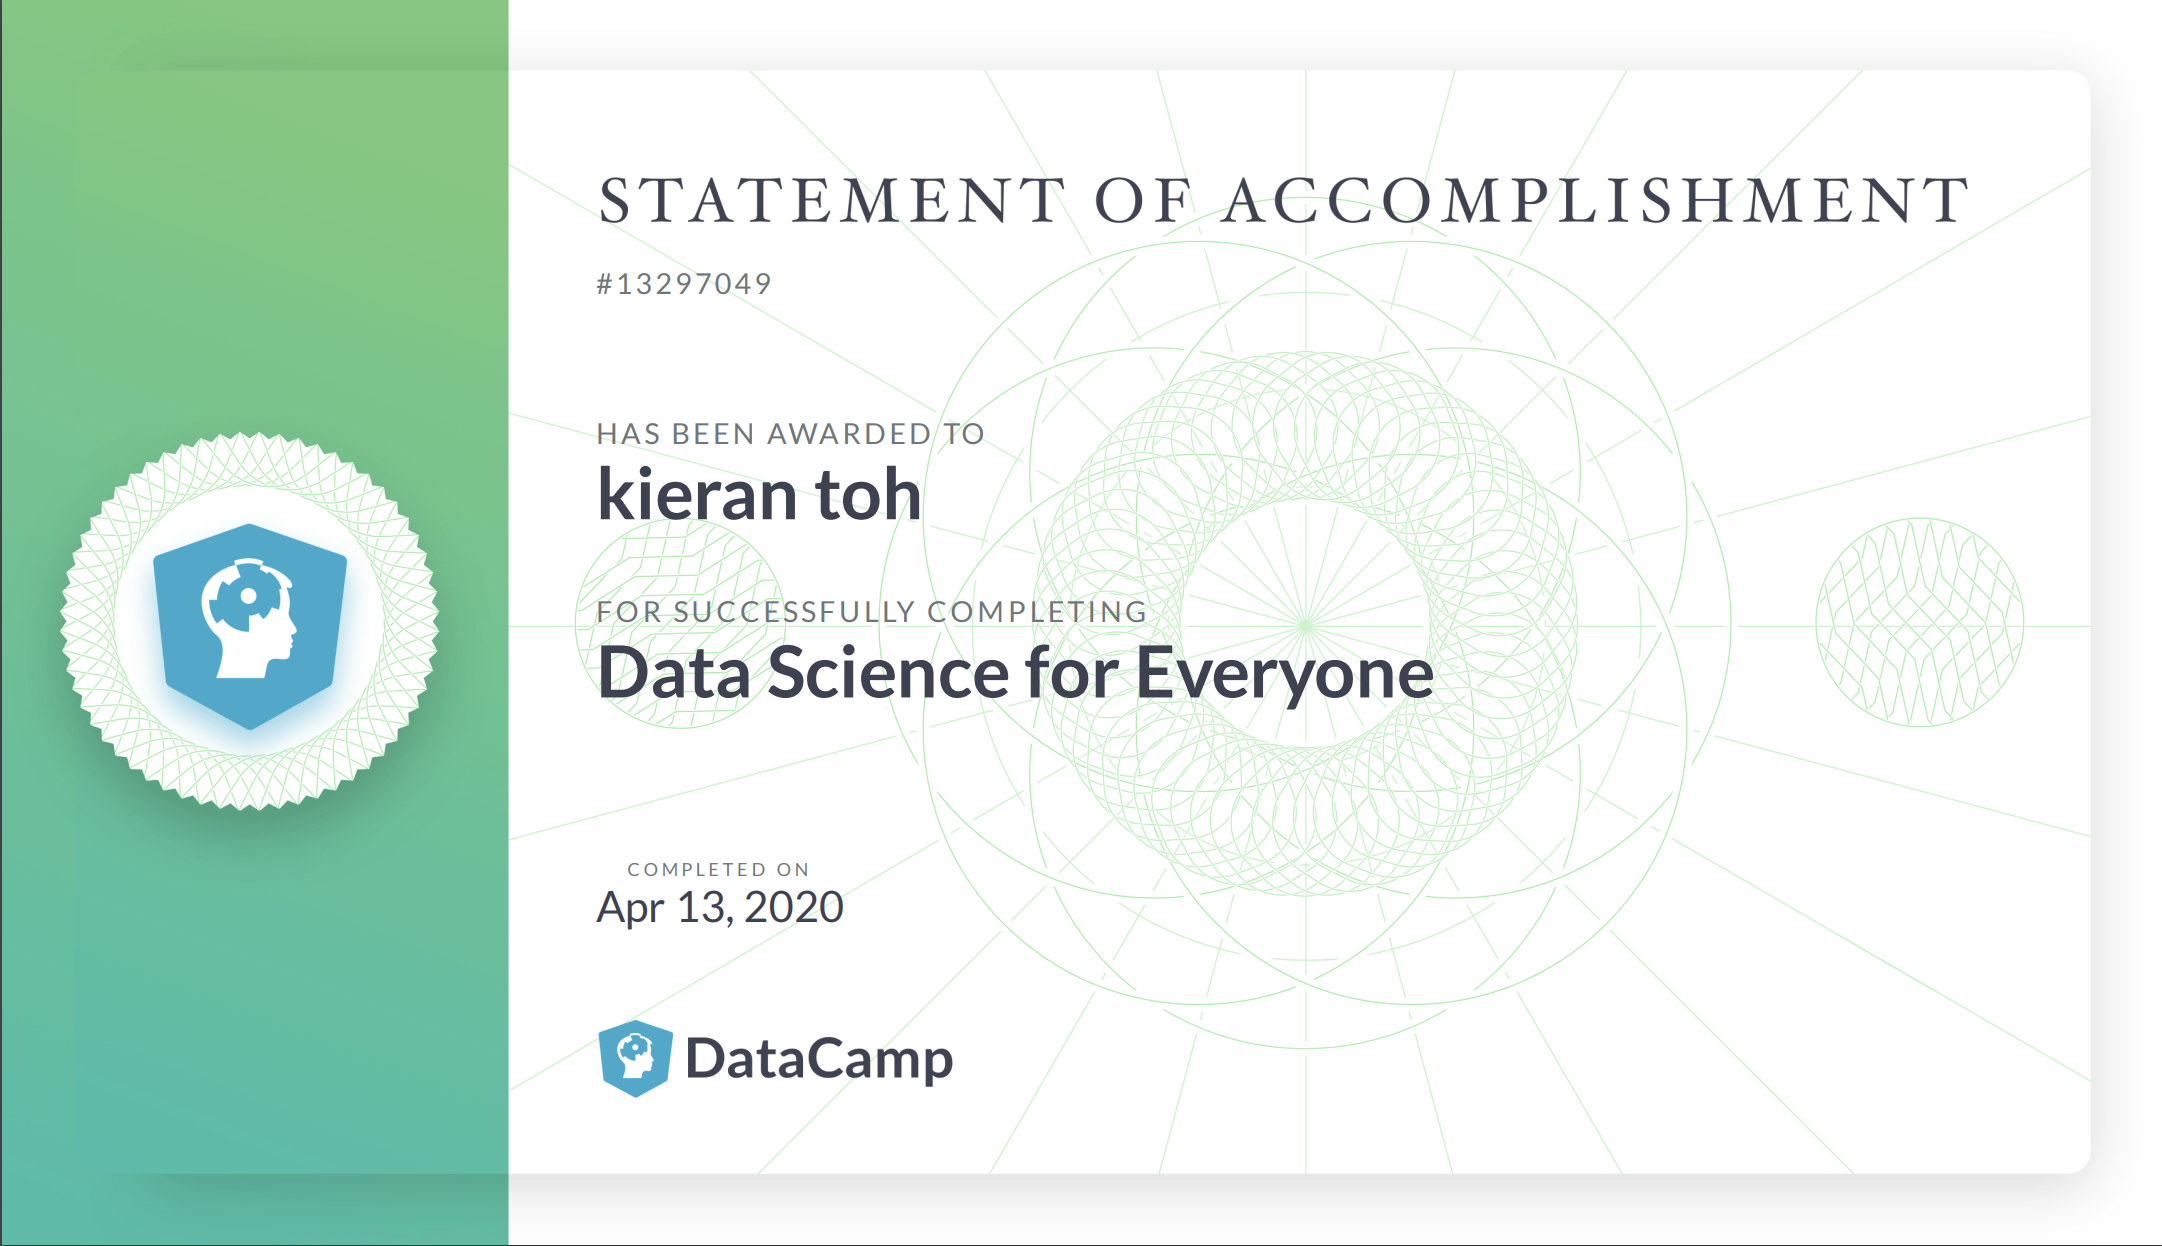 STATEMENT OF ACCOMPLISHMENT
#13297049
HAS BEEN AWARDED TO
kieran toh
FOR SUCCESSFULLY COMPLETING
Data Science for Everyone
COMPLETED ON
Apr 13, 2020
DataCamp